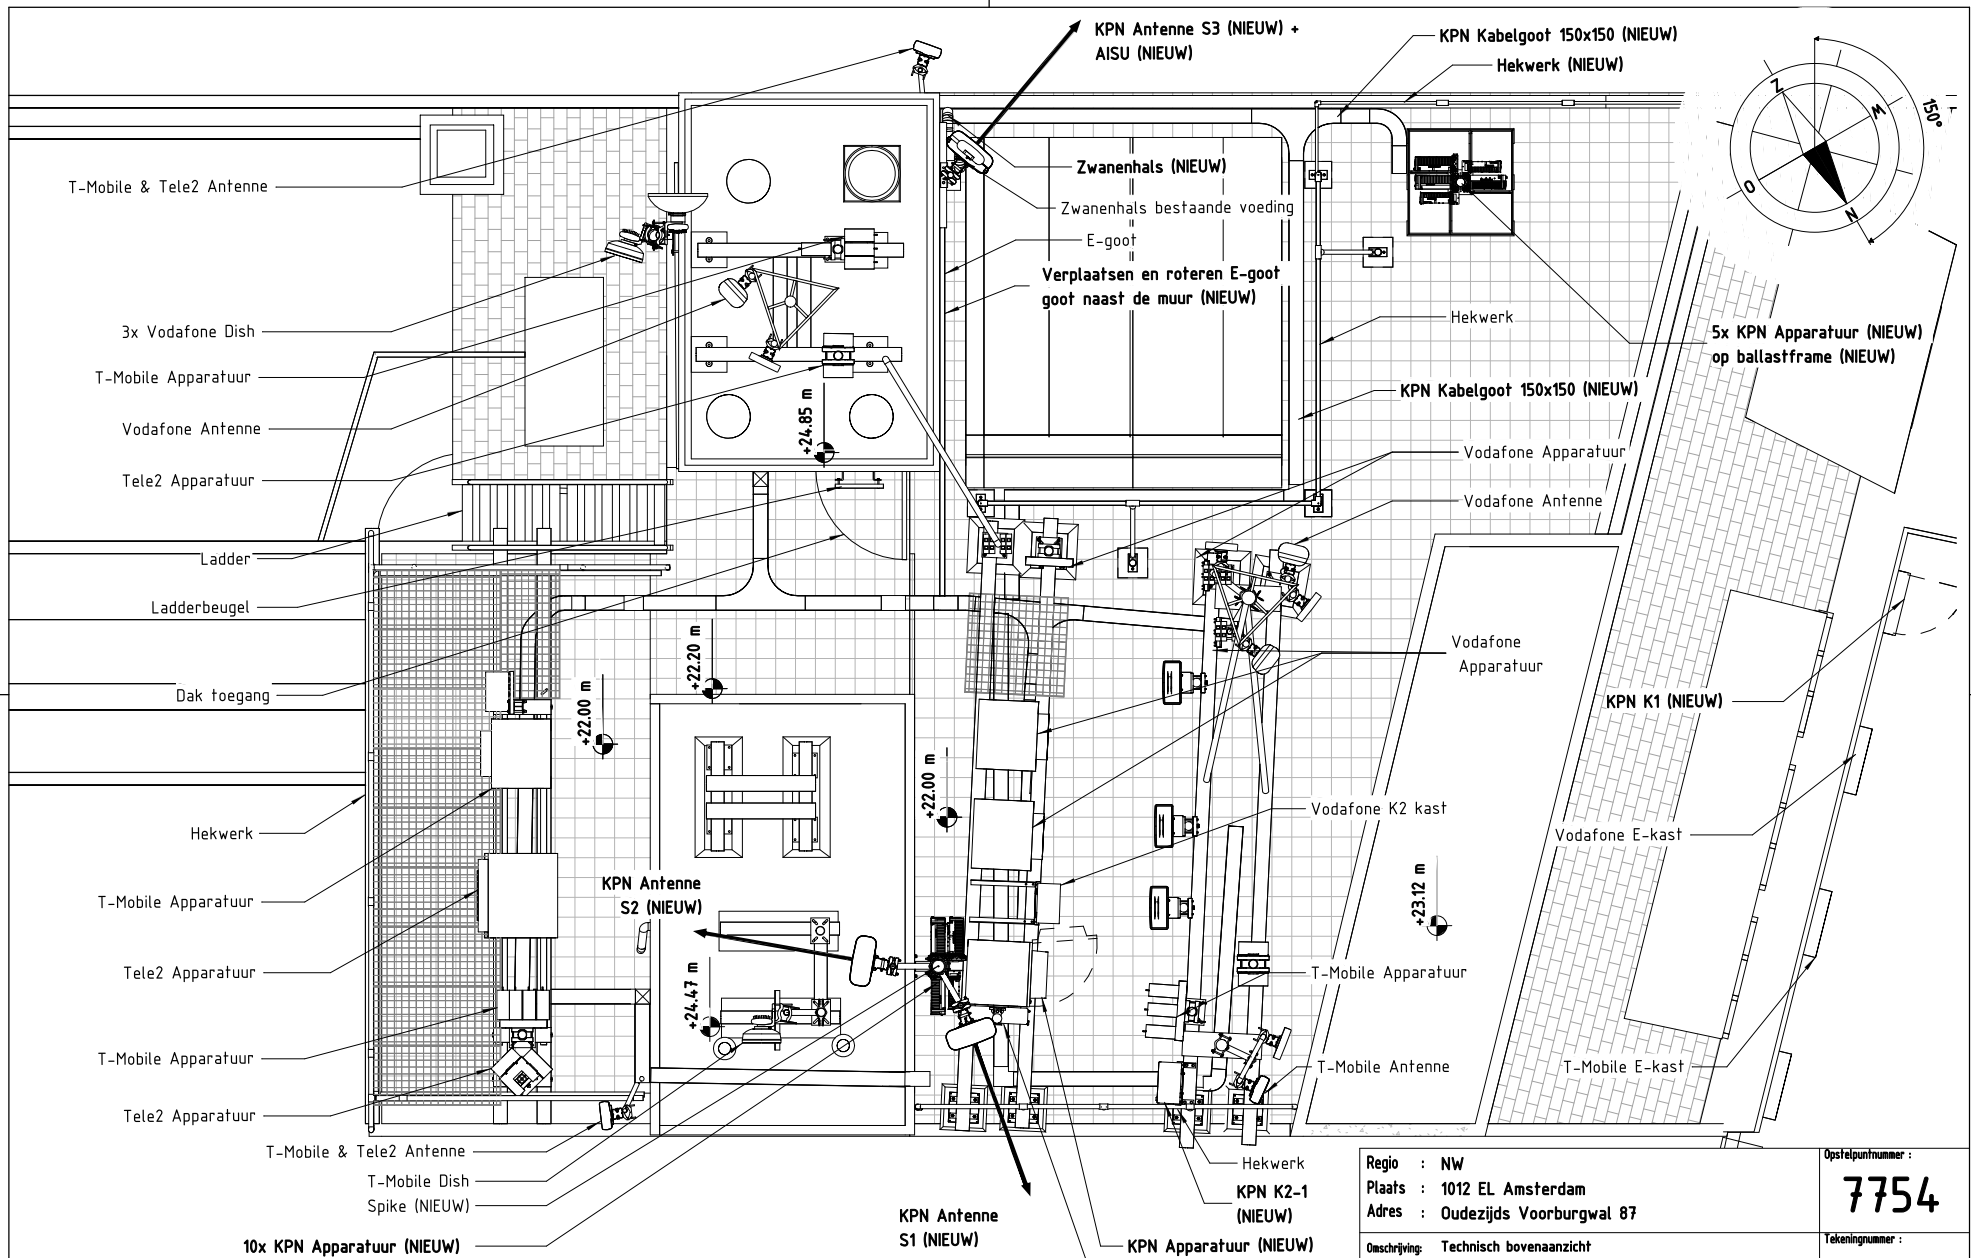 KPN Antenne S3 (NIEUW) +
AISU (NIEUW)
KPN Kabelgoot 150x150 (NIEUW)
Hekwerk (NIEUW)
Z
W
O
N
150°
T-Mobile & Tele2 Antenne
Zwanenhals (NIEUW)
Zwanenhals bestaande voeding
E-goot
Verplaatsen en roteren E-goot
goot naast de muur (NIEUW)
Hekwerk
3x Vodafone Dish
5x KPN Apparatuur (NIEUW)
op ballastframe (NIEUW)
T-Mobile Apparatuur
KPN Kabelgoot 150x150 (NIEUW)
Vodafone Antenne
+24.85 m
Vodafone Apparatuur
Tele2 Apparatuur
Vodafone Antenne
Ladder
Ladderbeugel
Vodafone
Apparatuur
+22.20 m
Dak toegang
+22.00 m
KPN K1 (NIEUW)
+22.00 m
Vodafone K2 kast
Hekwerk
Vodafone E-kast
KPN Antenne
S2 (NIEUW)
T-Mobile Apparatuur
+23.12 m
Tele2 Apparatuur
T-Mobile Apparatuur
+24.47 m
T-Mobile Apparatuur
T-Mobile Antenne
T-Mobile E-kast
Tele2 Apparatuur
T-Mobile & Tele2 Antenne
T-Mobile Dish
Spike (NIEUW)
10x KPN Apparatuur (NIEUW)
KPN Antenne
S1 (NIEUW)
Hekwerk
KPN K2-1
(NIEUW)
KPN Apparatuur (NIEUW)
Regio : NW
Plaats : 1012 EL Amsterdam
Adres : Oudezijds Voorburgwal 87
Omschrijving: Technisch bovenaanzicht
Opstelpuntnummer :
7754
Tekeningnummer :